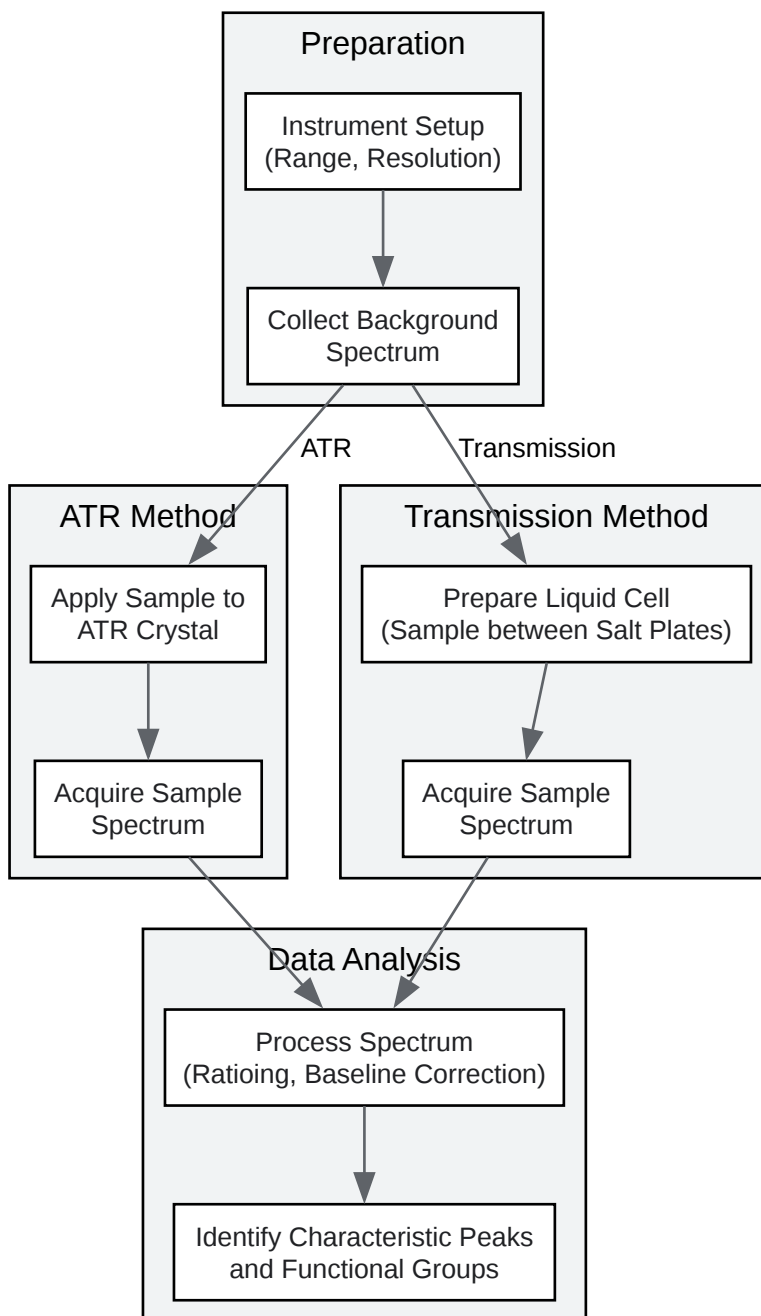 Preparation
Instrument Setup
(Range, Resolution)
Collect Background
Spectrum
ATR
Transmission
ATR Method
Apply Sample to
ATR Crystal
Acquire Sample
Spectrum
Transmission Method
Prepare Liquid Cell
(Sample between Salt Plates)
Acquire Sample
Spectrum
Data Analysis
Process Spectrum
(Ratioing, Baseline Correction)
Identify Characteristic Peaks
and Functional Groups